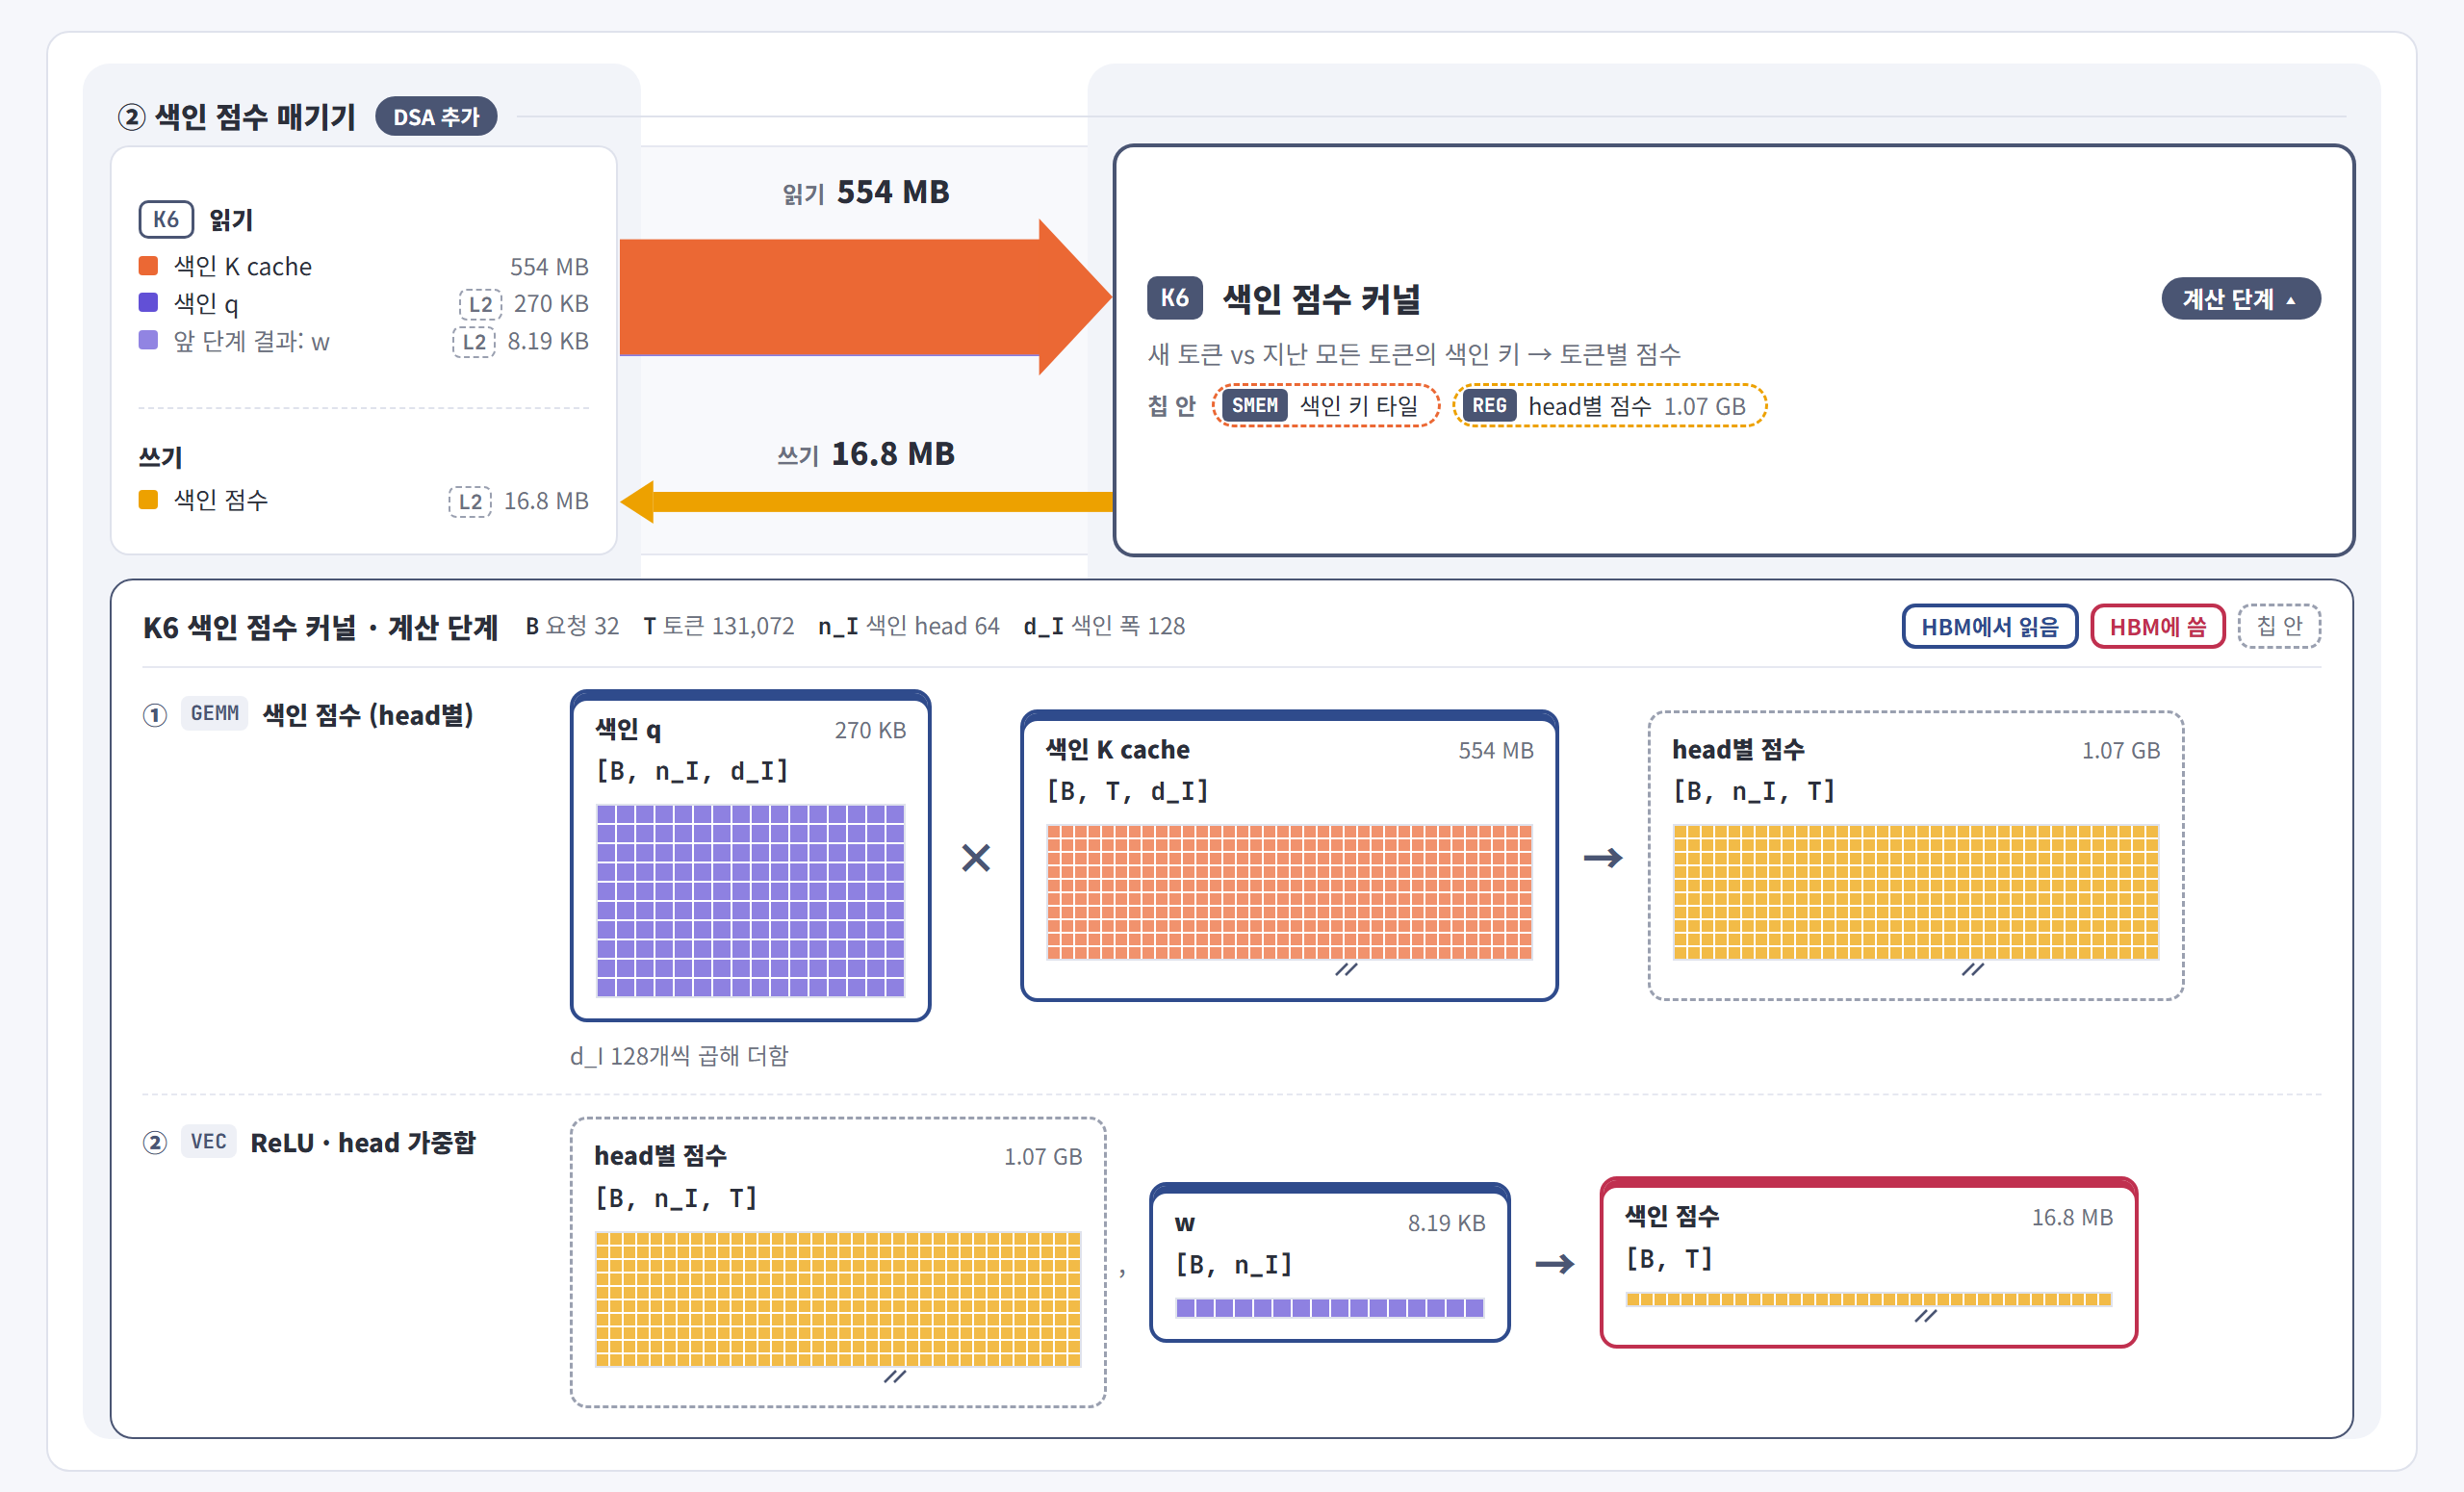 ② 색인 점수 매기기 DSA 추가
K6 읽기
색인 K cache 554 MB
색인 q L2 270 KB
앞 단계 결과: w L2 8.19 KB
쓰기
색인 점수 L2 16.8 MB
읽기 554 MB
쓰기 16.8 MB
K6 색인 점수 커널 계산 단계 ▲
새 토큰 vs 지난 모든 토큰의 색인 키 → 토큰별 점수
칩 안 SMEM 색인 키 타일 REG head별 점수 1.07 GB
K6 색인 점수 커널 · 계산 단계 B 요청 32 T 토큰 131,072 n_I 색인 head 64 d_I 색인 폭 128
HBM에서 읽음 HBM에 씀 칩 안
① GEMM 색인 점수 (head별)
색인 q 270 KB
[B, n_I, d_I]
×
색인 K cache 554 MB
[B, T, d_I]
→
head별 점수 1.07 GB
[B, n_I, T]
d_I 128개씩 곱해 더함
② VEC ReLU · head 가중합
head별 점수 1.07 GB
[B, n_I, T]
,
w 8.19 KB
[B, n_I]
→
색인 점수 16.8 MB
[B, T]